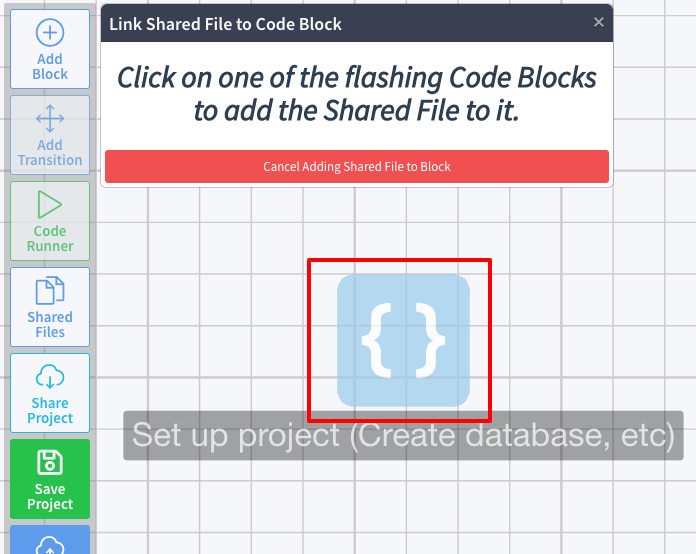 Add
Block
Add
Transition
Code
Runner
Shared
Files
Share
Project
Save
Project
Link Shared File to Code Block
×
Click on one of the flashing Code Blocks
to add the Shared File to it.
Cancel Adding Shared File to Block
{ }
Set up project (Create database, etc)